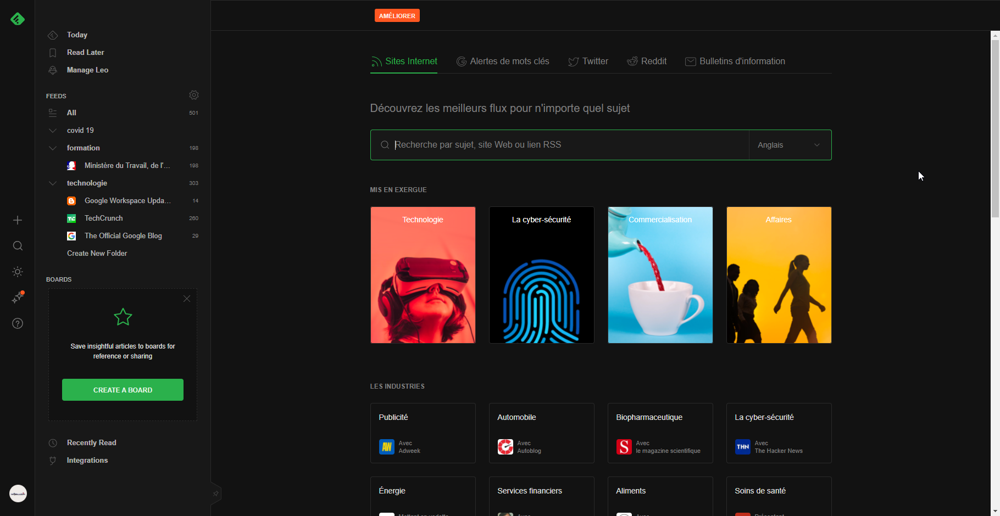 AMÉLIORER
Today
Read Later
Manage Leo
FEEDS
All 501
covid 19
formation 198
Ministère du Travail, de l'... 198
technologie 303
Google Workspace Upda... 14
TechCrunch 260
The Official Google Blog 29
Create New Folder
BOARDS
Save insightful articles to boards for
reference or sharing
CREATE A BOARD
Recently Read
Integrations
Sites Internet Alertes de mots clés Twitter Reddit Bulletins d'information
Découvrez les meilleurs flux pour n'importe quel sujet
Recherche par sujet, site Web ou lien RSS Anglais
MIS EN EXERGUE
Technologie La cyber-sécurité Commercialisation Affaires
LES INDUSTRIES
Publicité
Avec
Adweek
Automobile
Avec
Autoblog
Biopharmaceutique
Avec
le magazine scientifique
La cyber-sécurité
THN
Avec
The Hacker News
Énergie
Services financiers
Aliments
Soins de santé